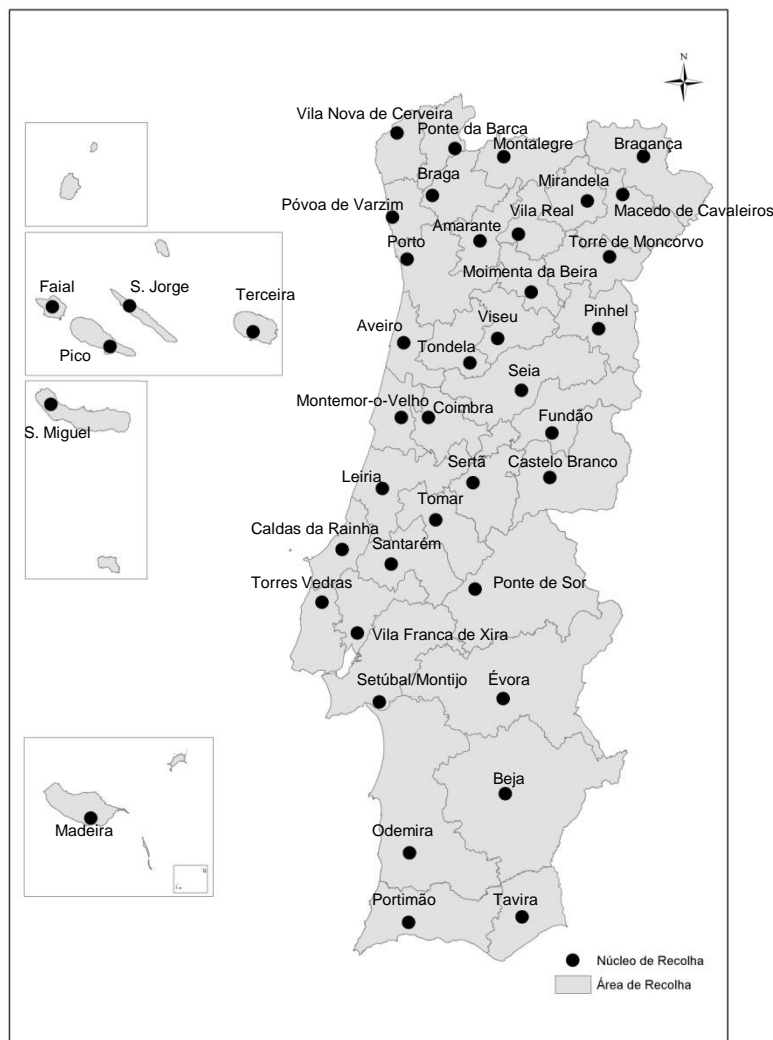 N
Vila Nova de Cerveira
Ponte da Barca
Montalegre
Bragança
Braga
Mirandela
Póvoa de Varzim
Vila Real
Macedo de Cavaleiros
Amarante
Porto
Torre de Moncorvo
Moimenta da Beira
Faial
S. Jorge
Terceira
Pico
Aveiro
Viseu
Pinhel
Tondela
Seia
Montemor-o-Velho
Coimbra
Fundão
S. Miguel
Leiria
Sertã
Castelo Branco
Tomar
Caldas da Rainha
Santarém
Torres Vedras
Ponte de Sor
Vila Franca de Xira
Setúbal/Montijo
Évora
Beja
Madeira
Odemira
Portimão
Tavira
Núcleo de Recolha
Área de Recolha